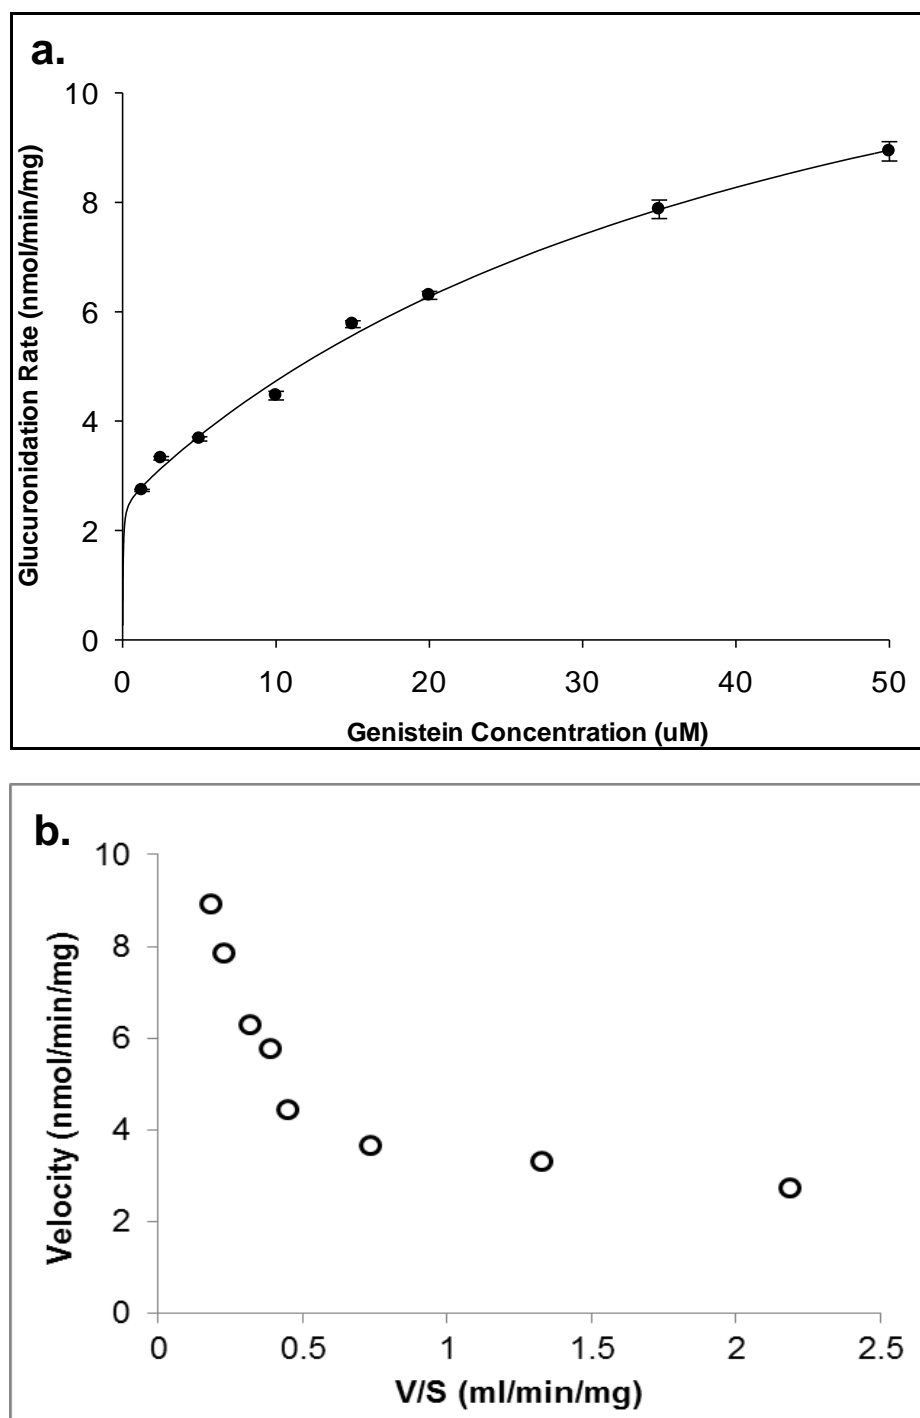 a.
Glucuronidation Rate (nmol/min/mg)
10
8
6
4
2
0
0 10 20 30 40 50
Genistein Concentration (uM)
b.
Velocity (nmol/min/mg)
10
8
6
4
2
0
0 0.5 1 1.5 2 2.5
V/S (ml/min/mg)